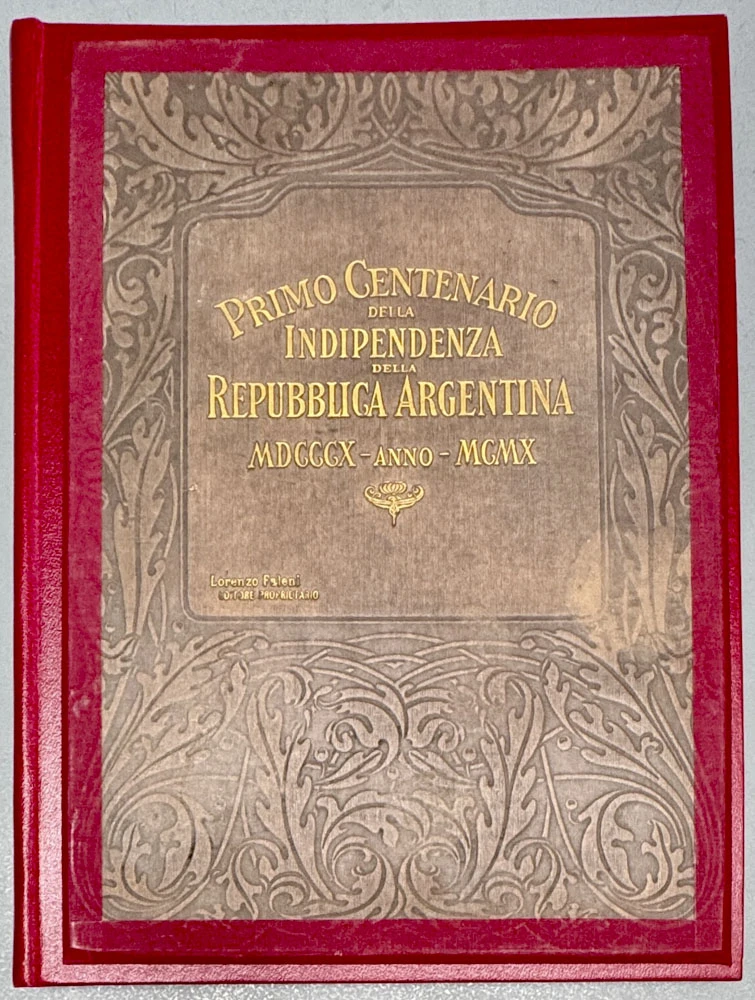 PRIMO CENTENARIO
DELLA
INDIPENDENZA
DELLA
REPUBBLICA ARGENTINA
MDCCCX - ANNO - MCMX
Lorenzo Faleni
EDITORE PROPRIETARIO